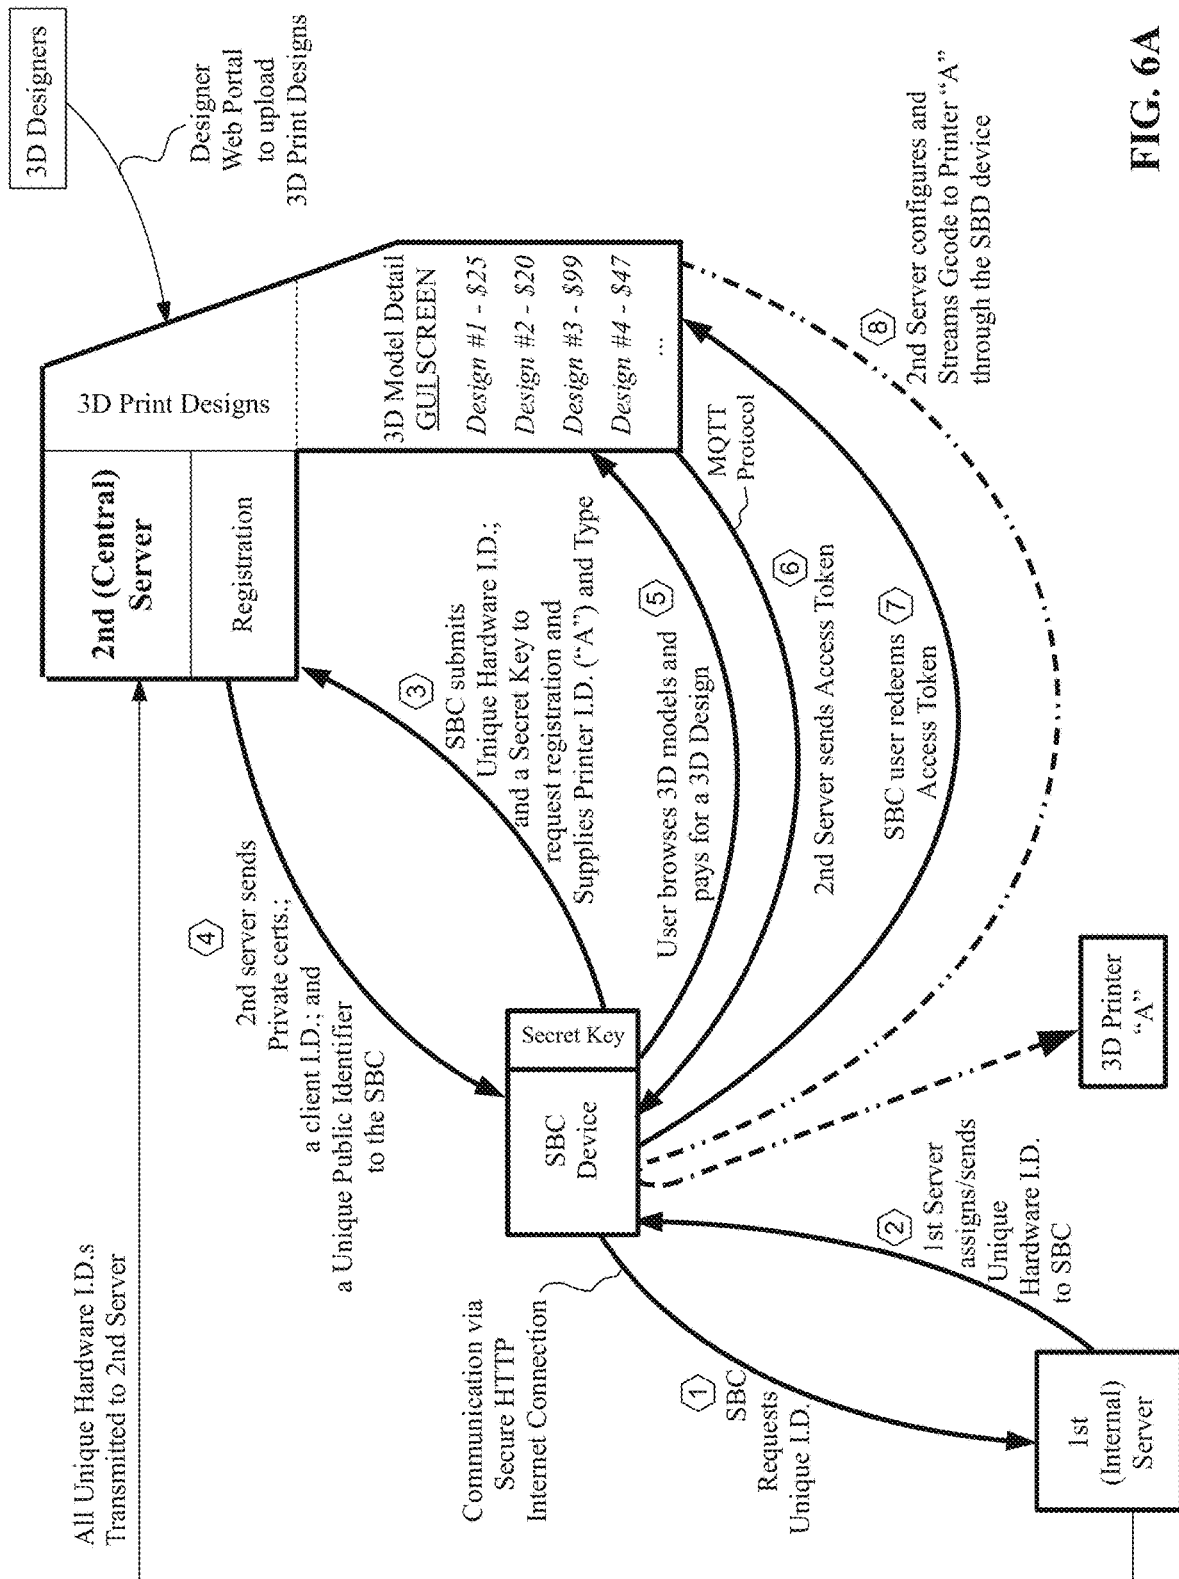 All Unique Hardware I.D.s
Transmitted to 2nd Server
3D Designers
Designer
Web Portal
to upload
3D Print Designs
2nd (Central)
Server
Registration
3D Print Designs
3D Model Detail
GUI SCREEN
Design #1 - $25
Design #2 - $20
Design #3 - $99
Design #4 - $47
...
4
2nd server sends
Private certs.;
a client I.D.; and
a Unique Public Identifier
to the SBC
3
SBC submits
Unique Hardware I.D.;
and a Secret Key to
request registration and
Supplies Printer I.D. ("A") and Type
Communication via
Secure HTTP
Internet Connection
SBC
Device
Secret Key
5
User browses 3D models and
pays for a 3D Design
MQTT
Protocol
6
2nd Server sends Access Token
SBC user redeems 7
Access Token
8
2nd Server configures and
Streams Gcode to Printer "A"
through the SBD device
1
SBC
Requests
Unique I.D.
2
1st Server
assigns/sends
Unique
Hardware I.D.
to SBC
1st
(Internal)
Server
3D Printer
"A"
FIG. 6A